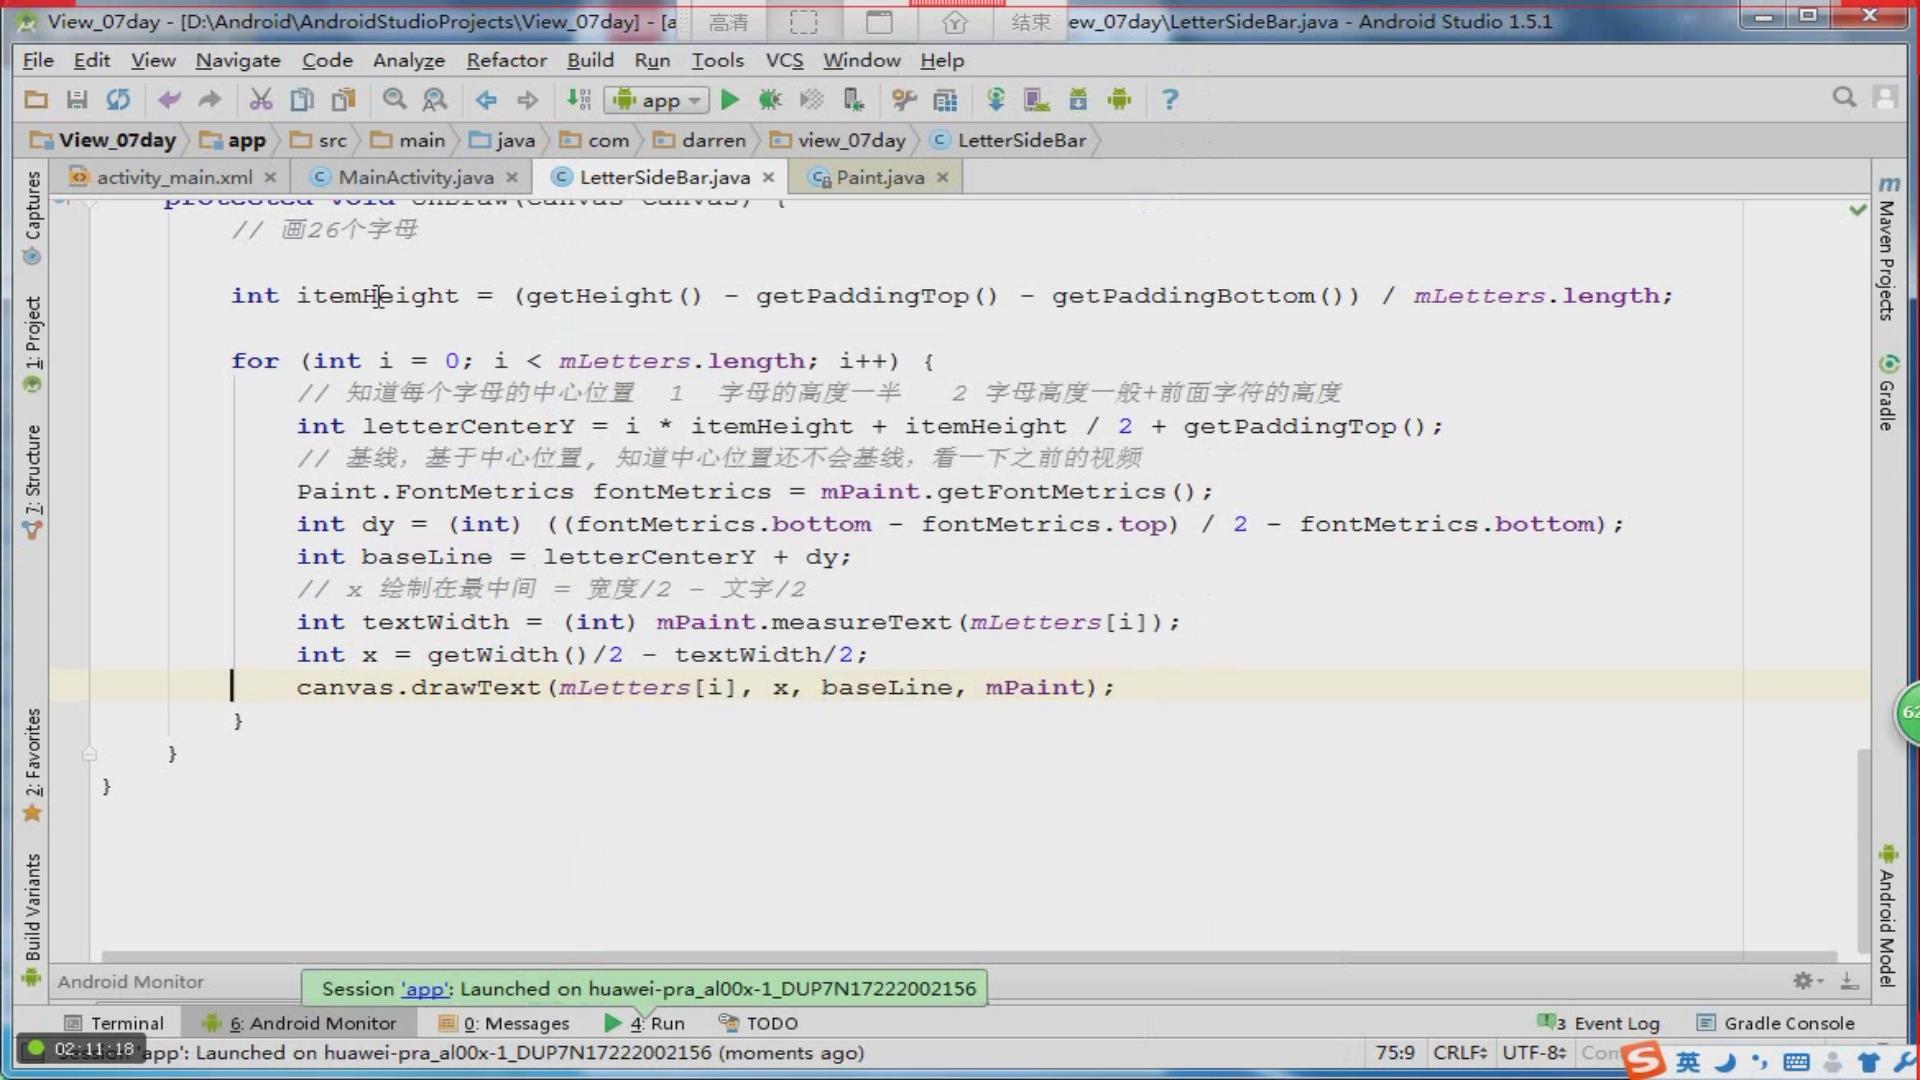 View_07day - [D:\Android\AndroidStudioProjects\View_07day] - [a
高清
结束
ew_07day\LetterSideBar.java - Android Studio 1.5.1
File Edit View Navigate Code Analyze Refactor Build Run Tools VCS Window Help
app
View_07day app src main java com darren view_07day LetterSideBar
activity_main.xml MainActivity.java LetterSideBar.java Paint.java
protected void onDraw(Canvas canvas) {
// 画26个字母
int itemHeight = (getHeight() - getPaddingTop() - getPaddingBottom()) / mLetters.length;
for (int i = 0; i < mLetters.length; i++) {
// 知道每个字母的中心位置 1 字母的高度一半 2 字母高度一般+前面字符的高度
int letterCenterY = i * itemHeight + itemHeight / 2 + getPaddingTop();
// 基线，基于中心位置, 知道中心位置还不会基线，看一下之前的视频
Paint.FontMetrics fontMetrics = mPaint.getFontMetrics();
int dy = (int) ((fontMetrics.bottom - fontMetrics.top) / 2 - fontMetrics.bottom);
int baseLine = letterCenterY + dy;
// x 绘制在最中间 = 宽度/2 - 文字/2
int textWidth = (int) mPaint.measureText(mLetters[i]);
int x = getWidth()/2 - textWidth/2;
canvas.drawText(mLetters[i], x, baseLine, mPaint);
}
}
}
Captures
1: Project
7: Structure
2: Favorites
Build Variants
Maven Projects
Gradle
Android Model
62
Android Monitor
Session 'app': Launched on huawei-pra_al00x-1_DUP7N17222002156
Terminal 6: Android Monitor 0: Messages 4: Run TODO 3 Event Log Gradle Console
02:11:18 'app': Launched on huawei-pra_al00x-1_DUP7N17222002156 (moments ago) 75:9 CRLF UTF-8 Con
英